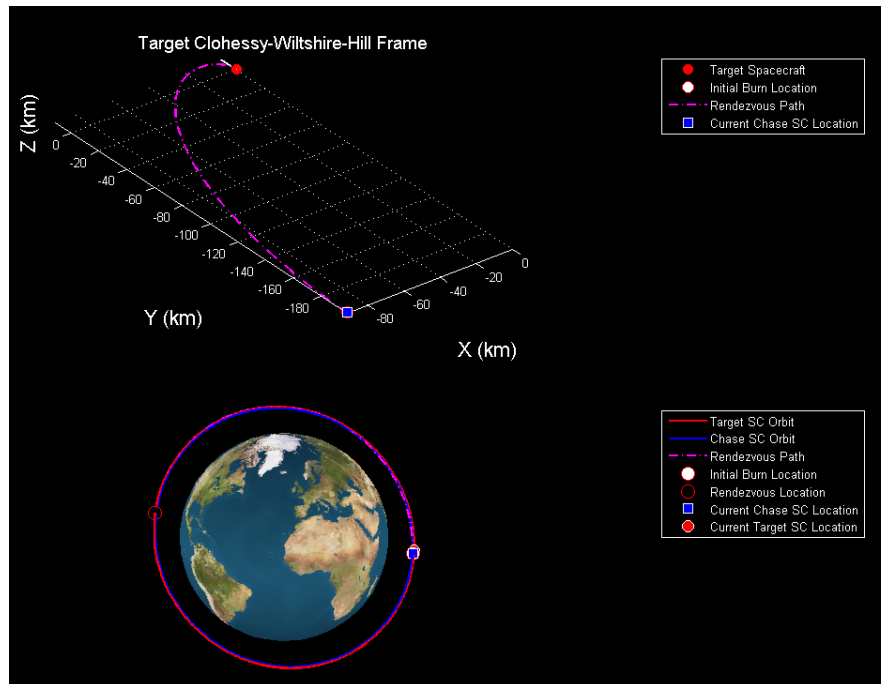 Target Clohessy-Wiltshire-Hill Frame
Target Spacecraft
Initial Burn Location
Rendezvous Path
Current Chase SC Location
Z (km)
0
-20
-40
-60
-80
-100
-120
-140
-160
-180
Y (km)
-80
-60
-40
-20
0
X (km)
Target SC Orbit
Chase SC Orbit
Rendezvous Path
Initial Burn Location
Rendezvous Location
Current Chase SC Location
Current Target SC Location